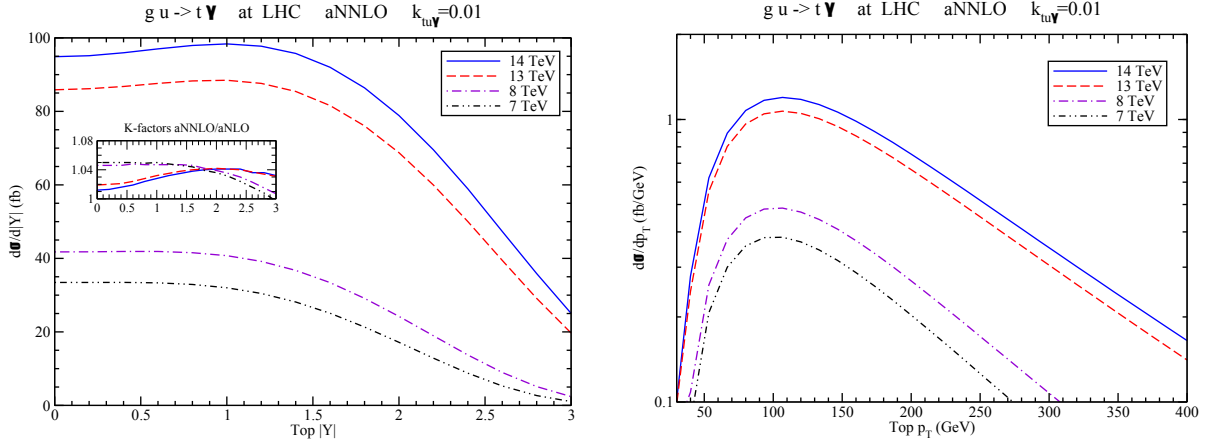 g u -> t γ at LHC aNNLO k_tuγ=0.01
100
80
60
40
20
0
dσ/d|Y| (fb)
14 TeV
13 TeV
8 TeV
7 TeV
K-factors aNNLO/aNLO
1.08
1.04
1
0 0.5 1 1.5 2 2.5 3
0 0.5 1 1.5 2 2.5 3
Top |Y|
g u -> t γ at LHC aNNLO k_tuγ=0.01
1
0.1
dσ/dp_T (fb/GeV)
14 TeV
13 TeV
8 TeV
7 TeV
50 100 150 200 250 300 350 400
Top p_T (GeV)